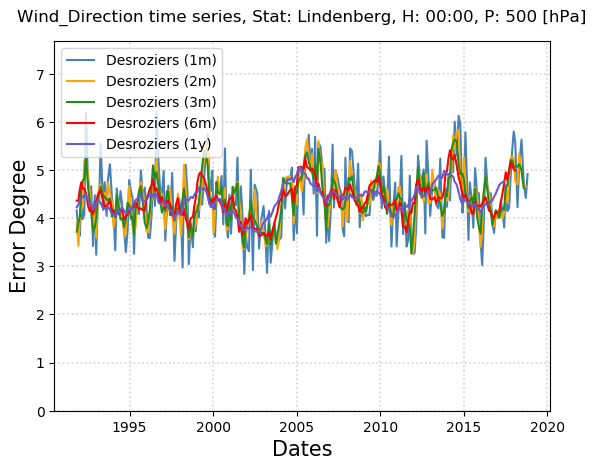 Wind_Direction time series, Stat: Lindenberg, H: 00:00, P: 500 [hPa]
Desroziers (1m)
Desroziers (2m)
Desroziers (3m)
Desroziers (6m)
Desroziers (1y)
Error Degree
7
6
5
4
3
2
1
0
1995 2000 2005 2010 2015 2020
Dates